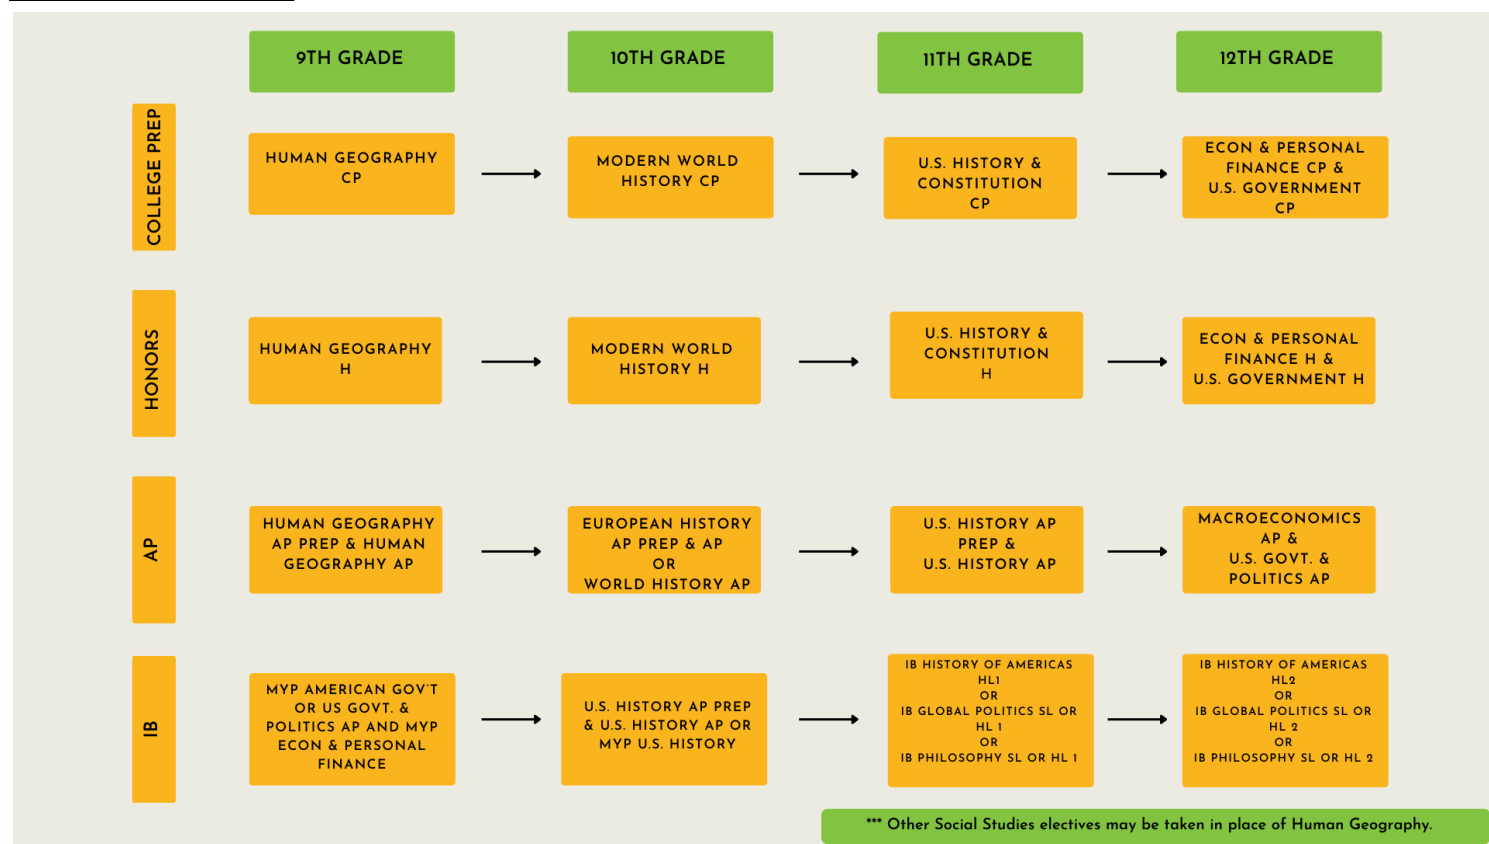 9TH GRADE
10TH GRADE
11TH GRADE
12TH GRADE
COLLEGE PREP
HUMAN GEOGRAPHY
CP
MODERN WORLD
HISTORY CP
U.S. HISTORY &
CONSTITUTION
CP
ECON & PERSONAL
FINANCE CP &
U.S. GOVERNMENT
CP
HONORS
HUMAN GEOGRAPHY
H
MODERN WORLD
HISTORY H
U.S. HISTORY &
CONSTITUTION
H
ECON & PERSONAL
FINANCE H &
U.S. GOVERNMENT H
AP
HUMAN GEOGRAPHY
AP PREP & HUMAN
GEOGRAPHY AP
EUROPEAN HISTORY
AP PREP & AP
OR
WORLD HISTORY AP
U.S. HISTORY AP
PREP &
U.S. HISTORY AP
MACROECONOMICS
AP &
U.S. GOVT. &
POLITICS AP
IB
MYP AMERICAN GOV'T
OR US GOVT. &
POLITICS AP AND MYP
ECON & PERSONAL
FINANCE
U.S. HISTORY AP PREP
& U.S. HISTORY AP OR
MYP U.S. HISTORY
IB HISTORY OF AMERICAS
HL1
OR
IB GLOBAL POLITICS SL OR
HL 1
OR
IB PHILOSOPHY SL OR HL 1
IB HISTORY OF AMERICAS
HL2
OR
IB GLOBAL POLITICS SL OR
HL 2
OR
IB PHILOSOPHY SL OR HL 2
*** Other Social Studies electives may be taken in place of Human Geography.